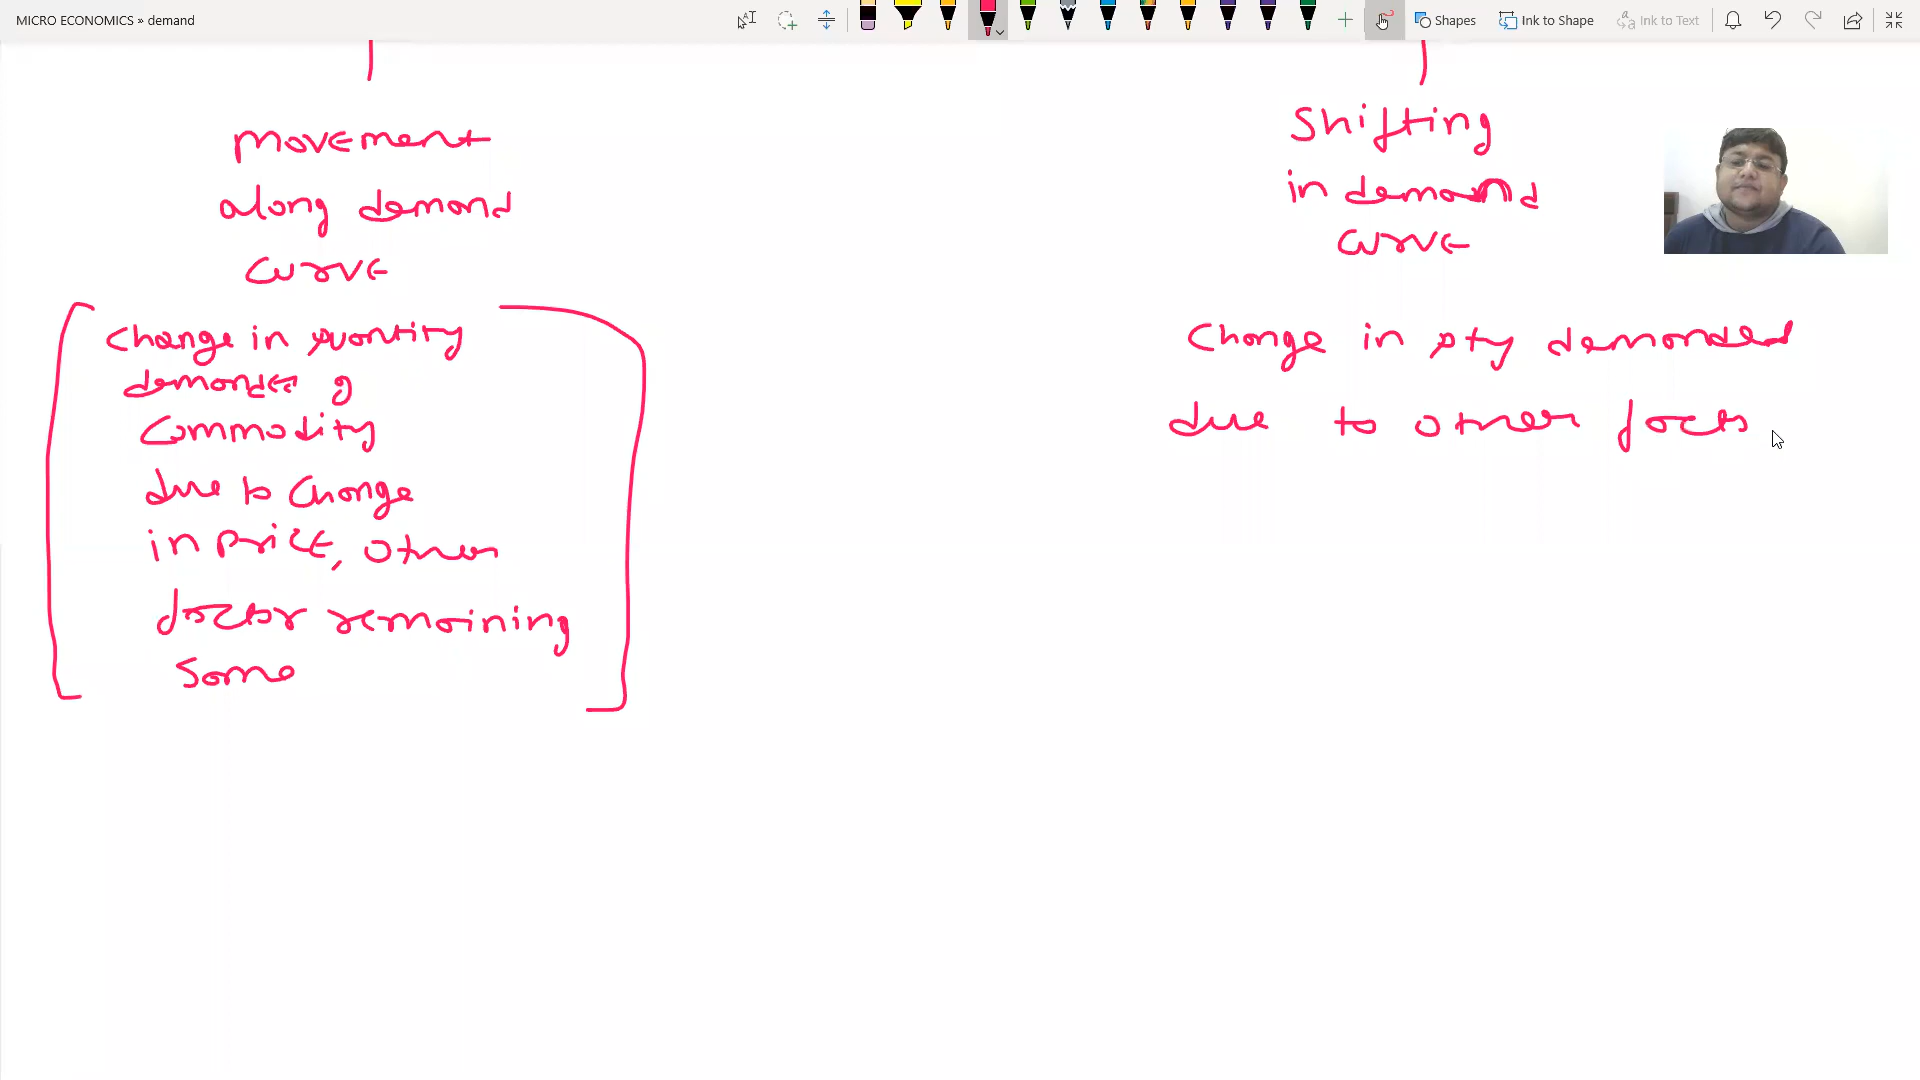 MICRO ECONOMICS » demand
Shapes
Ink to Shape
Ink to Text
movement
along demand
curve
Change in quantity
demanded of
Commodity
due to Change
in price, other
factor remaining
same
Shifting
in demand
curve
Change in qty demanded
due to other facts